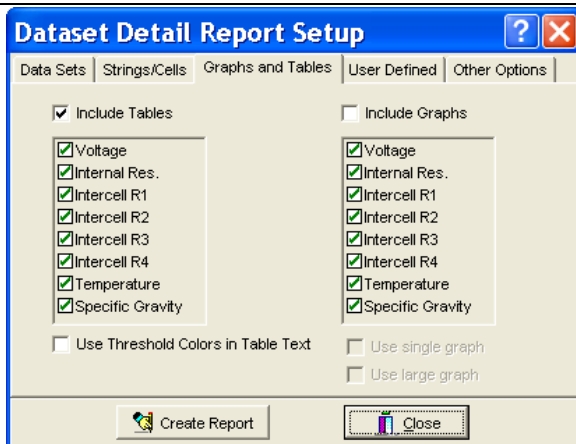 Dataset Detail Report Setup
Data Sets Strings/Cells Graphs and Tables User Defined Other Options
Include Tables Include Graphs
Voltage Voltage
Internal Res. Internal Res.
Intercell R1 Intercell R1
Intercell R2 Intercell R2
Intercell R3 Intercell R3
Intercell R4 Intercell R4
Temperature Temperature
Specific Gravity Specific Gravity
Use Threshold Colors in Table Text Use single graph
Use large graph
Create Report Close